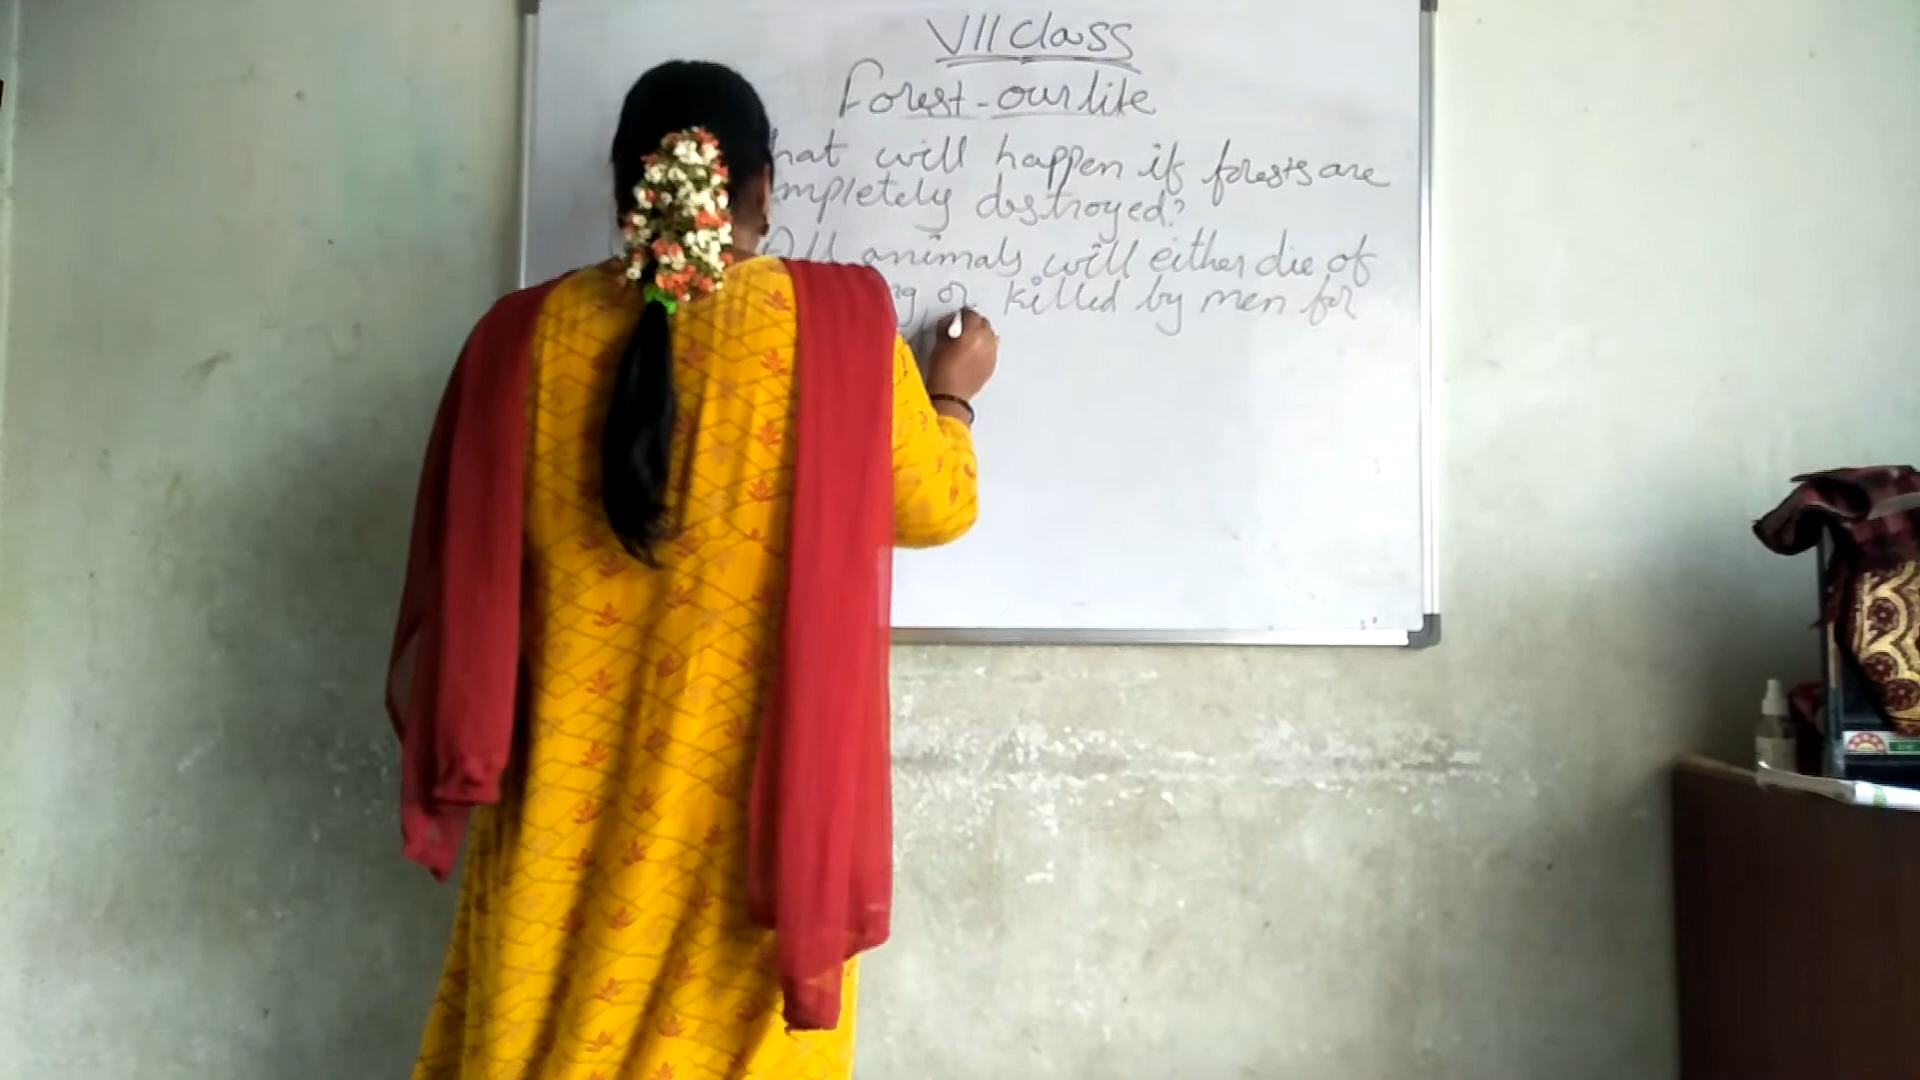 VII class
Forest - our life
hat will happen if forests are
mpletely destroyed?
All animals will either die of
ng or killed by men for